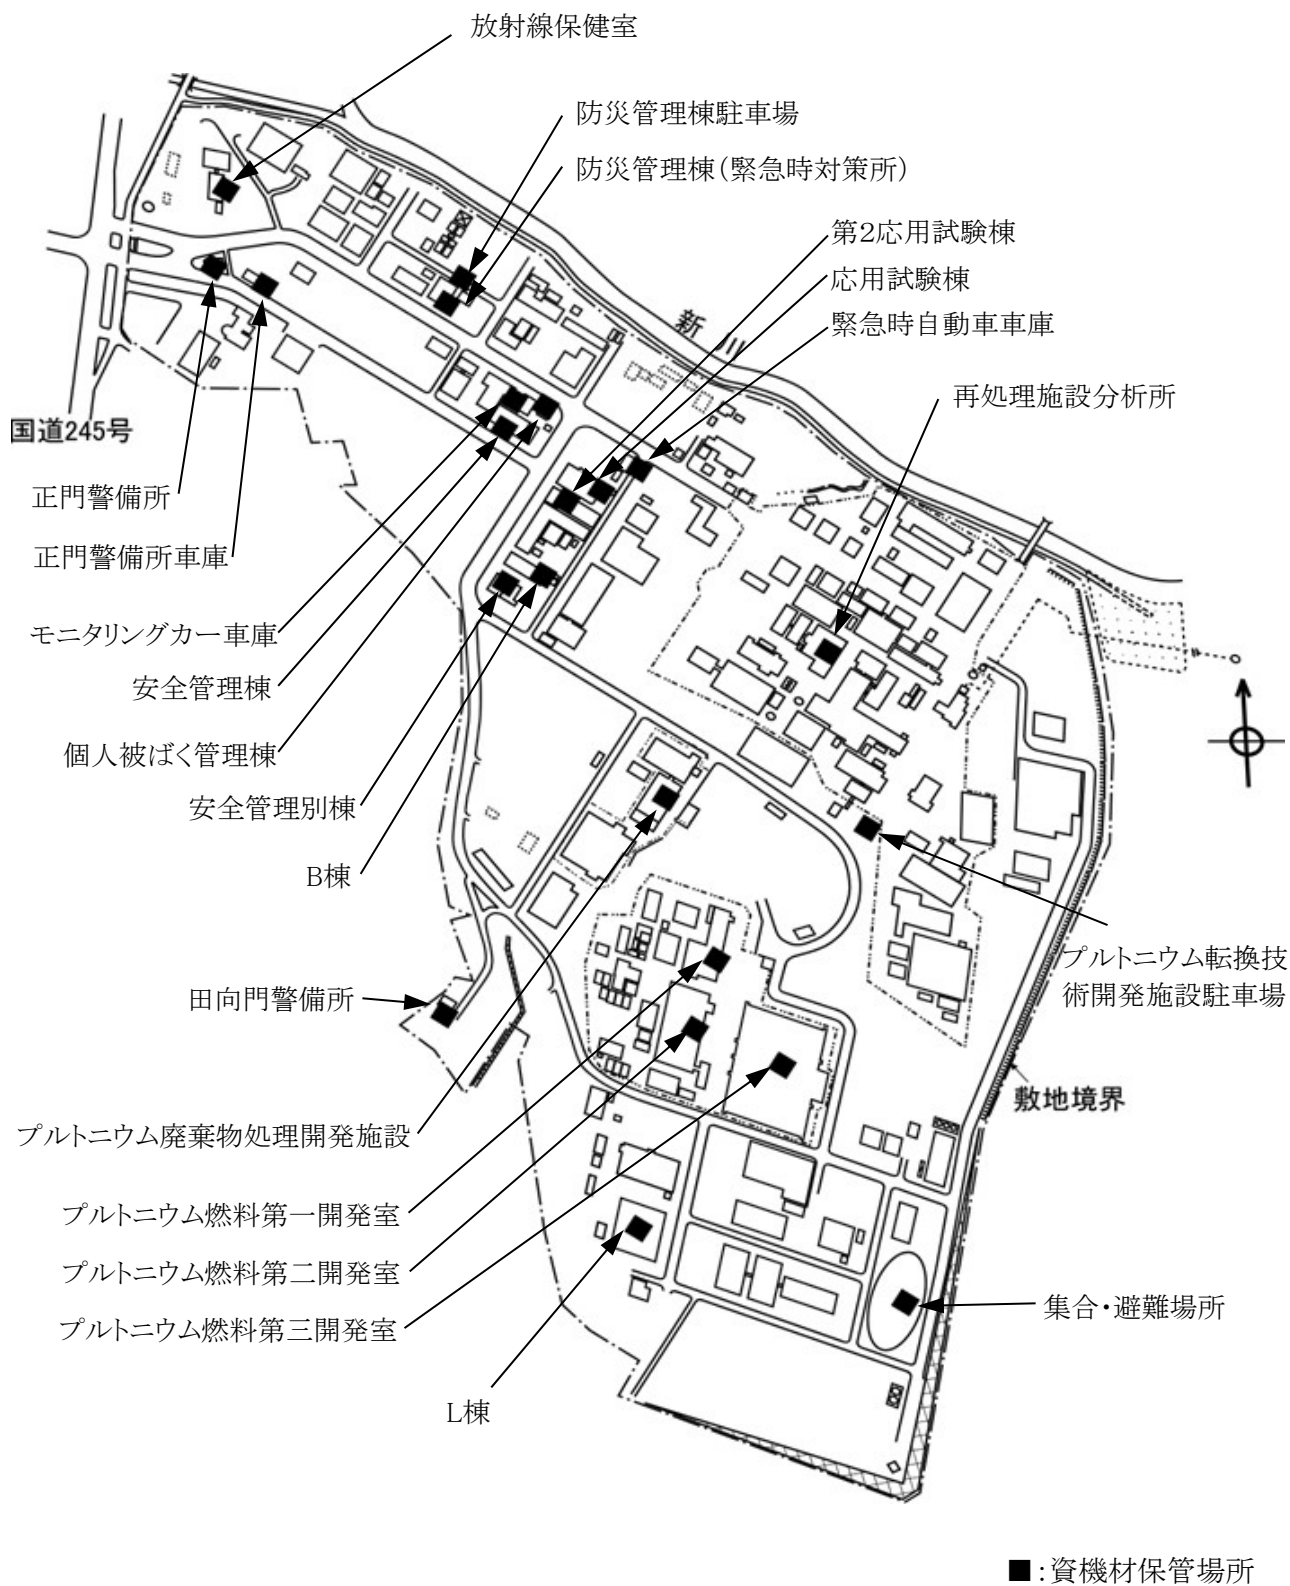 放射線保健室
防災管理棟駐車場
防災管理棟(緊急時対策所)
第2応用試験棟
応用試験棟
緊急時自動車車庫
新川
再処理施設分析所
国道245号
正門警備所
正門警備所車庫
モニタリングカー車庫
安全管理棟
個人被ばく管理棟
安全管理別棟
B棟
田向門警備所
プルトニウム転換技
術開発施設駐車場
敷地境界
プルトニウム廃棄物処理開発施設
プルトニウム燃料第一開発室
プルトニウム燃料第二開発室
プルトニウム燃料第三開発室
集合・避難場所
L棟
■:資機材保管場所